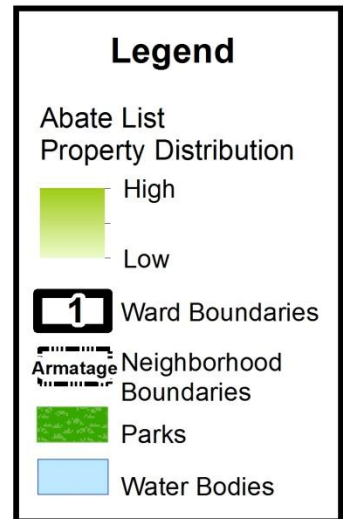 Legend
Abate List
Property Distribution
High
Low
1 Ward Boundaries
Armatage Neighborhood
Boundaries
Parks
Water Bodies